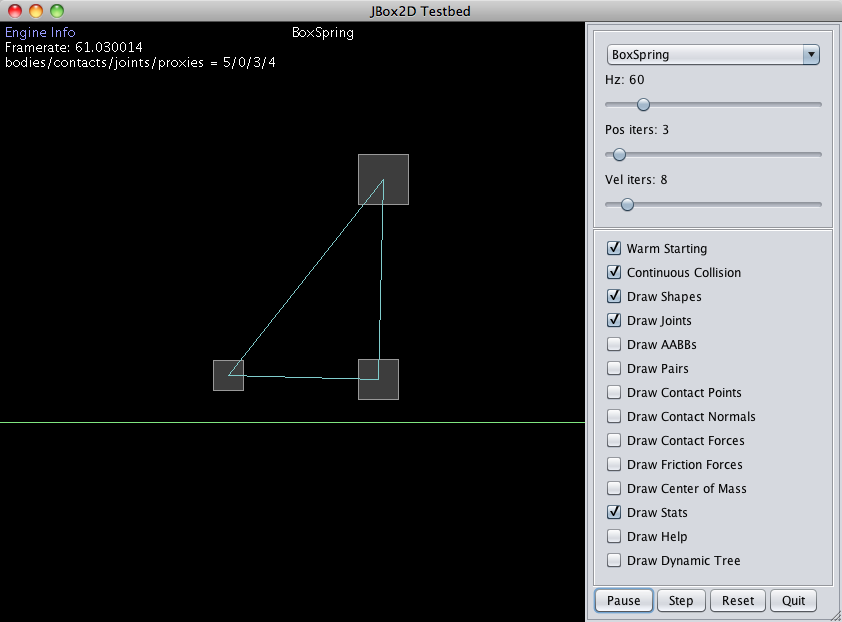 JBox2D Testbed
Engine Info
BoxSpring
Framerate: 61.030014
bodies/contacts/joints/proxies = 5/0/3/4
BoxSpring
Hz: 60
Pos iters: 3
Vel iters: 8
Warm Starting
Continuous Collision
Draw Shapes
Draw Joints
Draw AABBs
Draw Pairs
Draw Contact Points
Draw Contact Normals
Draw Contact Forces
Draw Friction Forces
Draw Center of Mass
Draw Stats
Draw Help
Draw Dynamic Tree
Pause Step Reset Quit